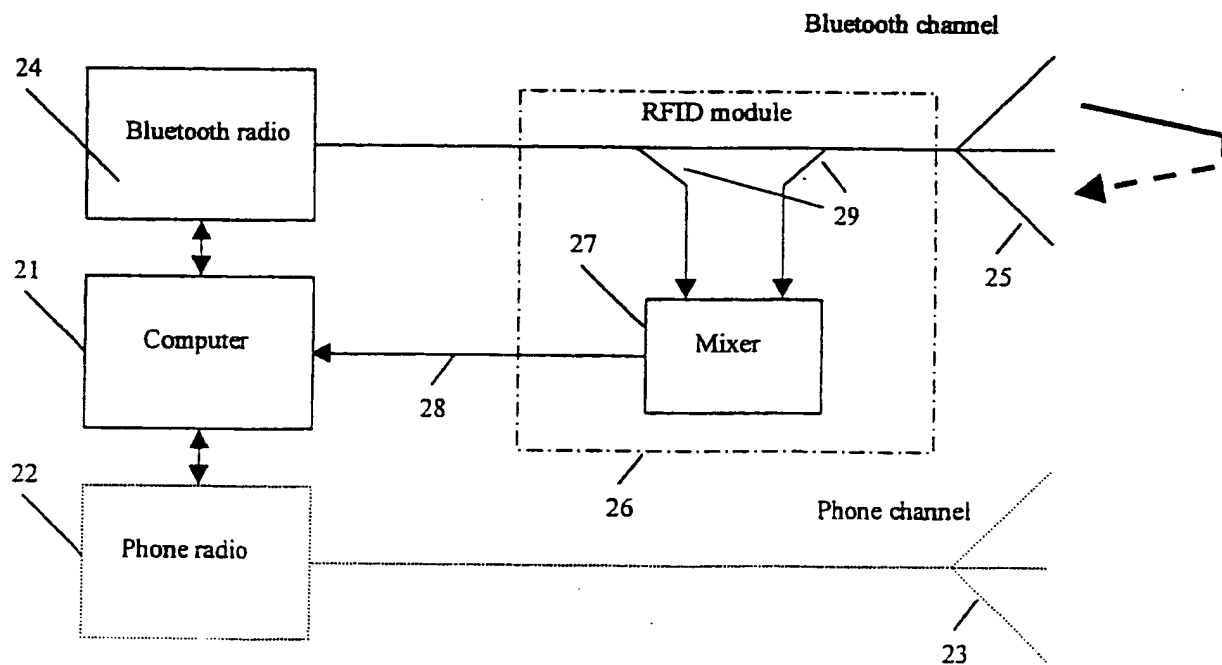 Bluetooth channel
24
Bluetooth radio
RFID module
29
25
21
27
Computer
Mixer
28
22
26
Phone channel
Phone radio
23